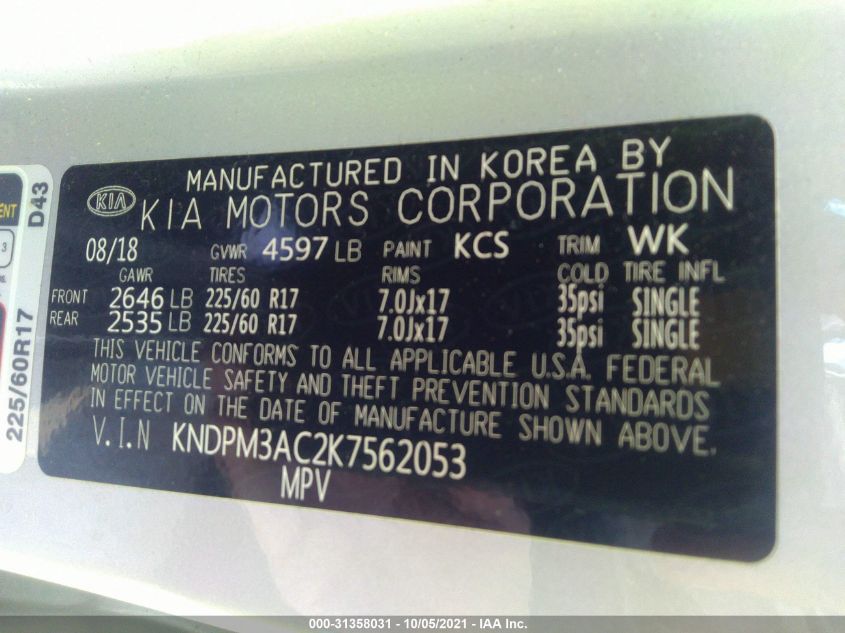 MANUFACTURED IN KOREA BY
KIA KIA MOTORS CORPORATION
08/18 GVWR 4597 LB PAINT KCS TRIM WK
GAWR TIRES RIMS COLD TIRE INFL
FRONT 2646 LB 225/60 R17 7.0Jx17 35psi SINGLE
REAR 2535 LB 225/60 R17 7.0Jx17 35psi SINGLE
THIS VEHICLE CONFORMS TO ALL APPLICABLE U.S.A. FEDERAL
MOTOR VEHICLE SAFETY AND THEFT PREVENTION STANDARDS
IN EFFECT ON THE DATE OF MANUFACTURE SHOWN ABOVE.
V.I.N KNDPM3AC2K7562053
MPV
D43
225/60R17
3
000-31358031 - 10/05/2021 - IAA Inc.